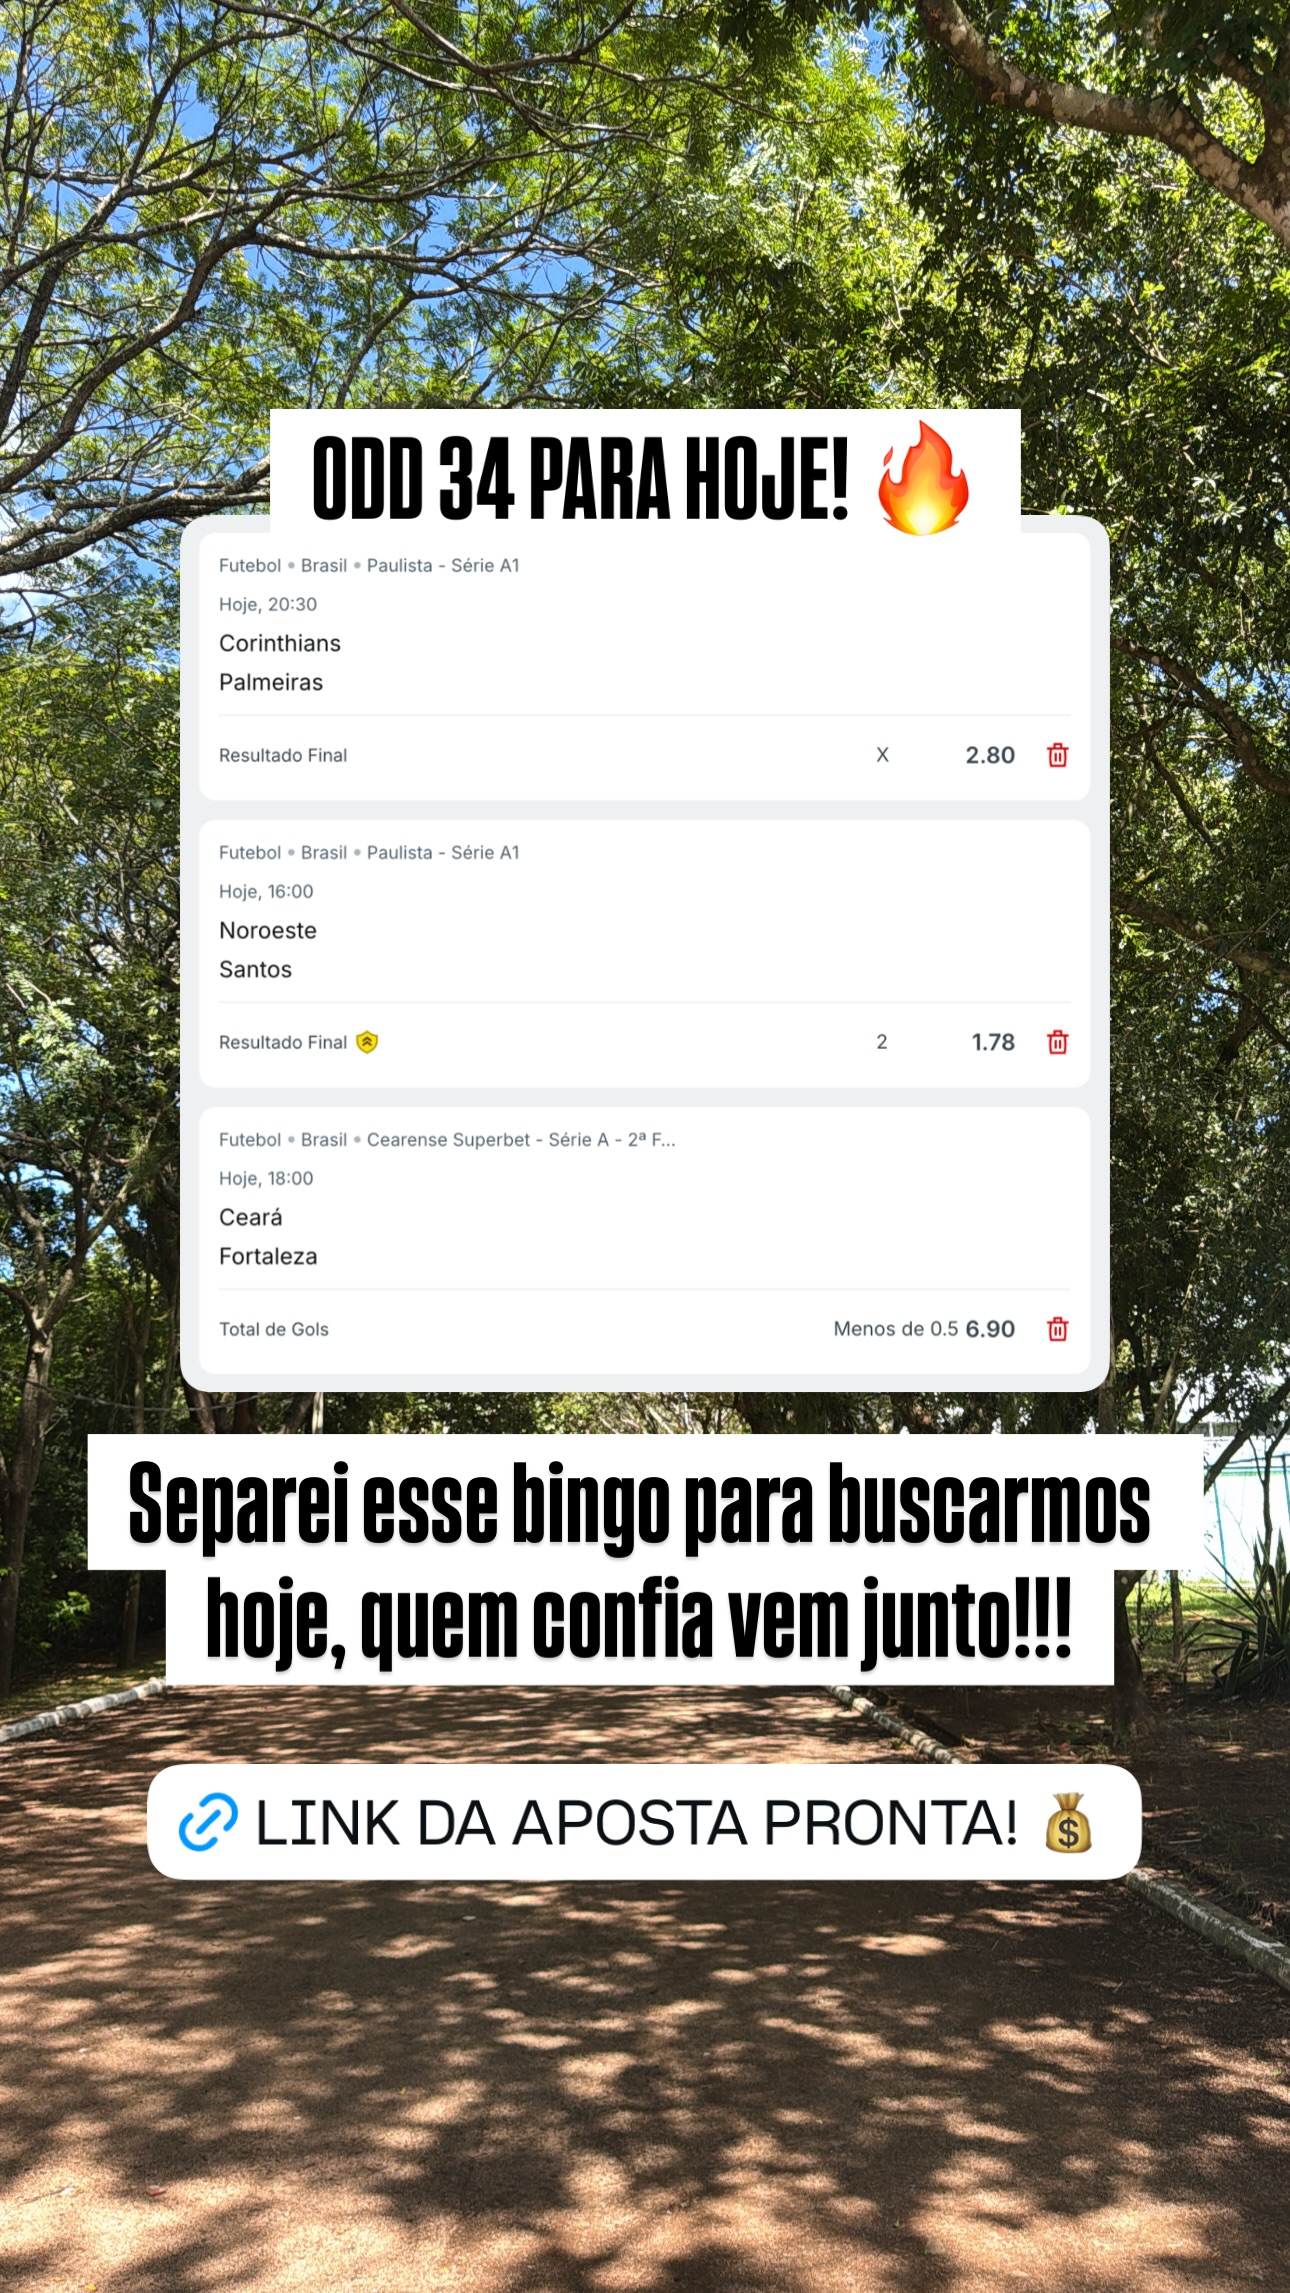 ODD 34 PARA HOJE! 🔥
Futebol • Brasil • Paulista - Série A1
Hoje, 20:30
Corinthians
Palmeiras
Resultado Final X 2.80
Futebol • Brasil • Paulista - Série A1
Hoje, 16:00
Noroeste
Santos
Resultado Final 2 1.78
Futebol • Brasil • Cearense Superbet - Série A - 2ª F...
Hoje, 18:00
Ceará
Fortaleza
Total de Gols Menos de 0.5 6.90
Separei esse bingo para buscarmos
hoje, quem confia vem junto!!!
LINK DA APOSTA PRONTA! 💰